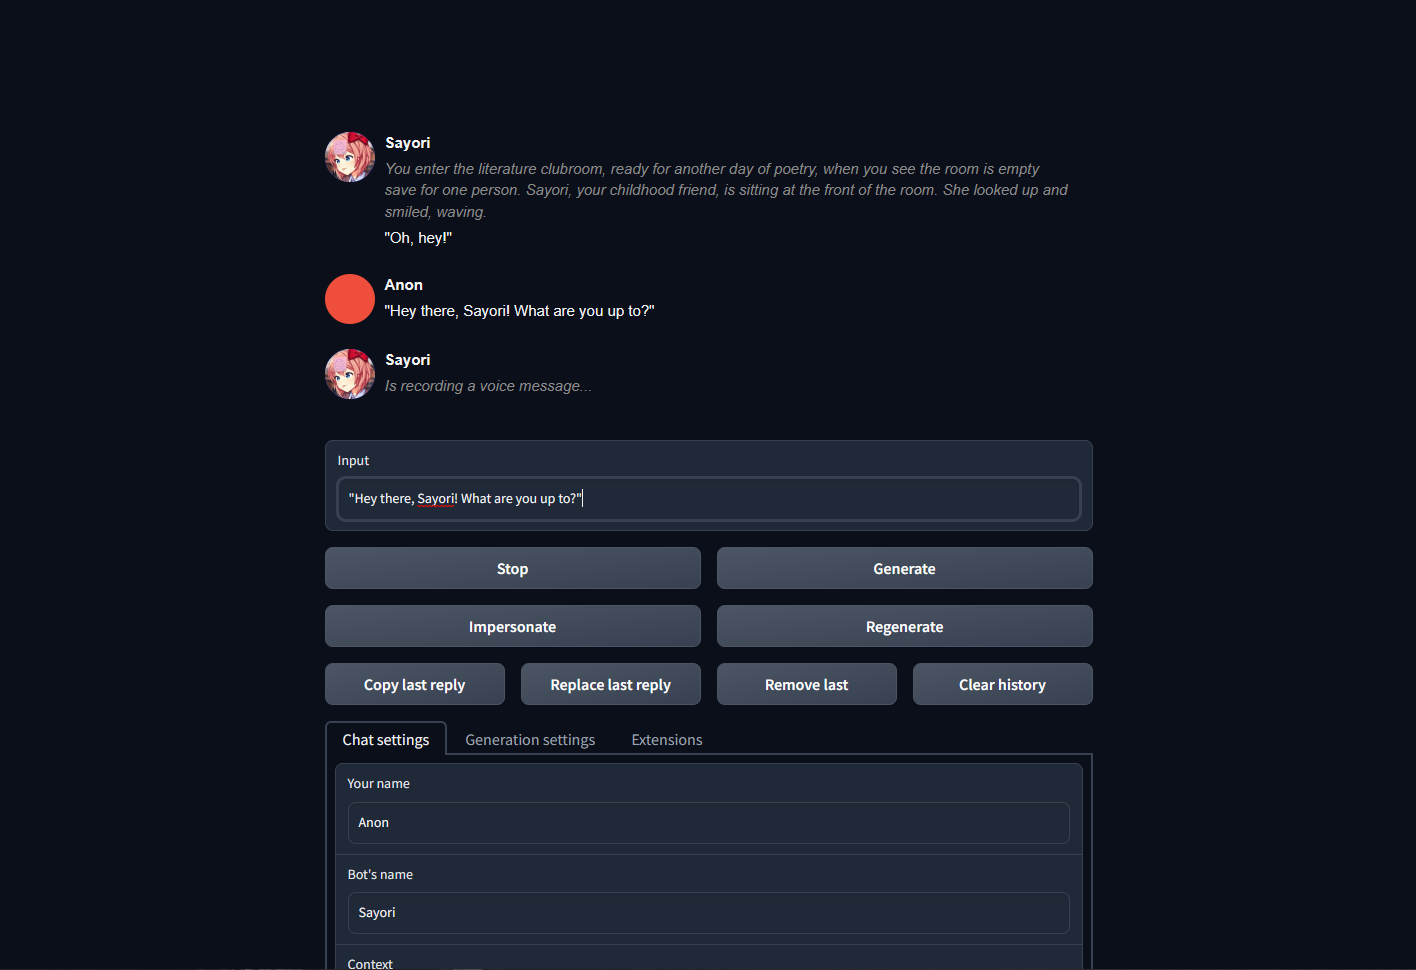 Sayori
You enter the literature clubroom, ready for another day of poetry, when you see the room is empty
save for one person. Sayori, your childhood friend, is sitting at the front of the room. She looked up and
smiled, waving.
"Oh, hey!"
Anon
"Hey there, Sayori! What are you up to?"
Sayori
Is recording a voice message...
Input
"Hey there, Sayori! What are you up to?"
Stop
Generate
Impersonate
Regenerate
Copy last reply
Replace last reply
Remove last
Clear history
Chat settings
Generation settings
Extensions
Your name
Anon
Bot's name
Sayori
Context